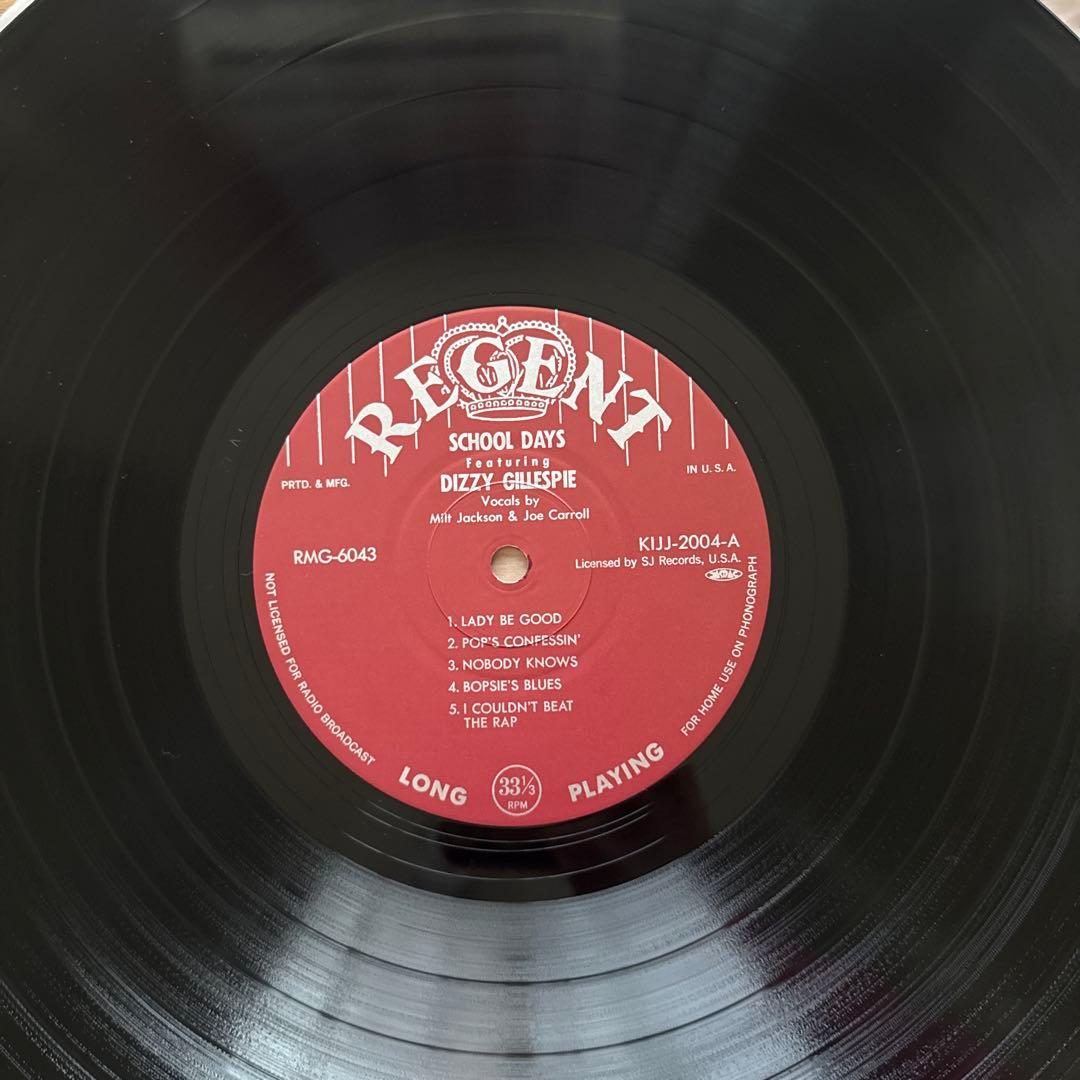 REGENT
SCHOOL DAYS
Featuring
DIZZY GILLESPIE
Vocals by
Milt Jackson & Joe Carroll
PRTD. & MFG.
IN U.S.A.
RMG-6043
KIJJ-2004-A
Licensed by SJ Records, U.S.A.
1. LADY BE GOOD
2. POP'S CONFESSIN'
3. NOBODY KNOWS
4. BOPSIE'S BLUES
5. I COULDN'T BEAT
THE RAP
NOT LICENSED FOR RADIO BROADCAST
FOR HOME USE ON PHONOGRAPH
LONG
33⅓
RPM
PLAYING